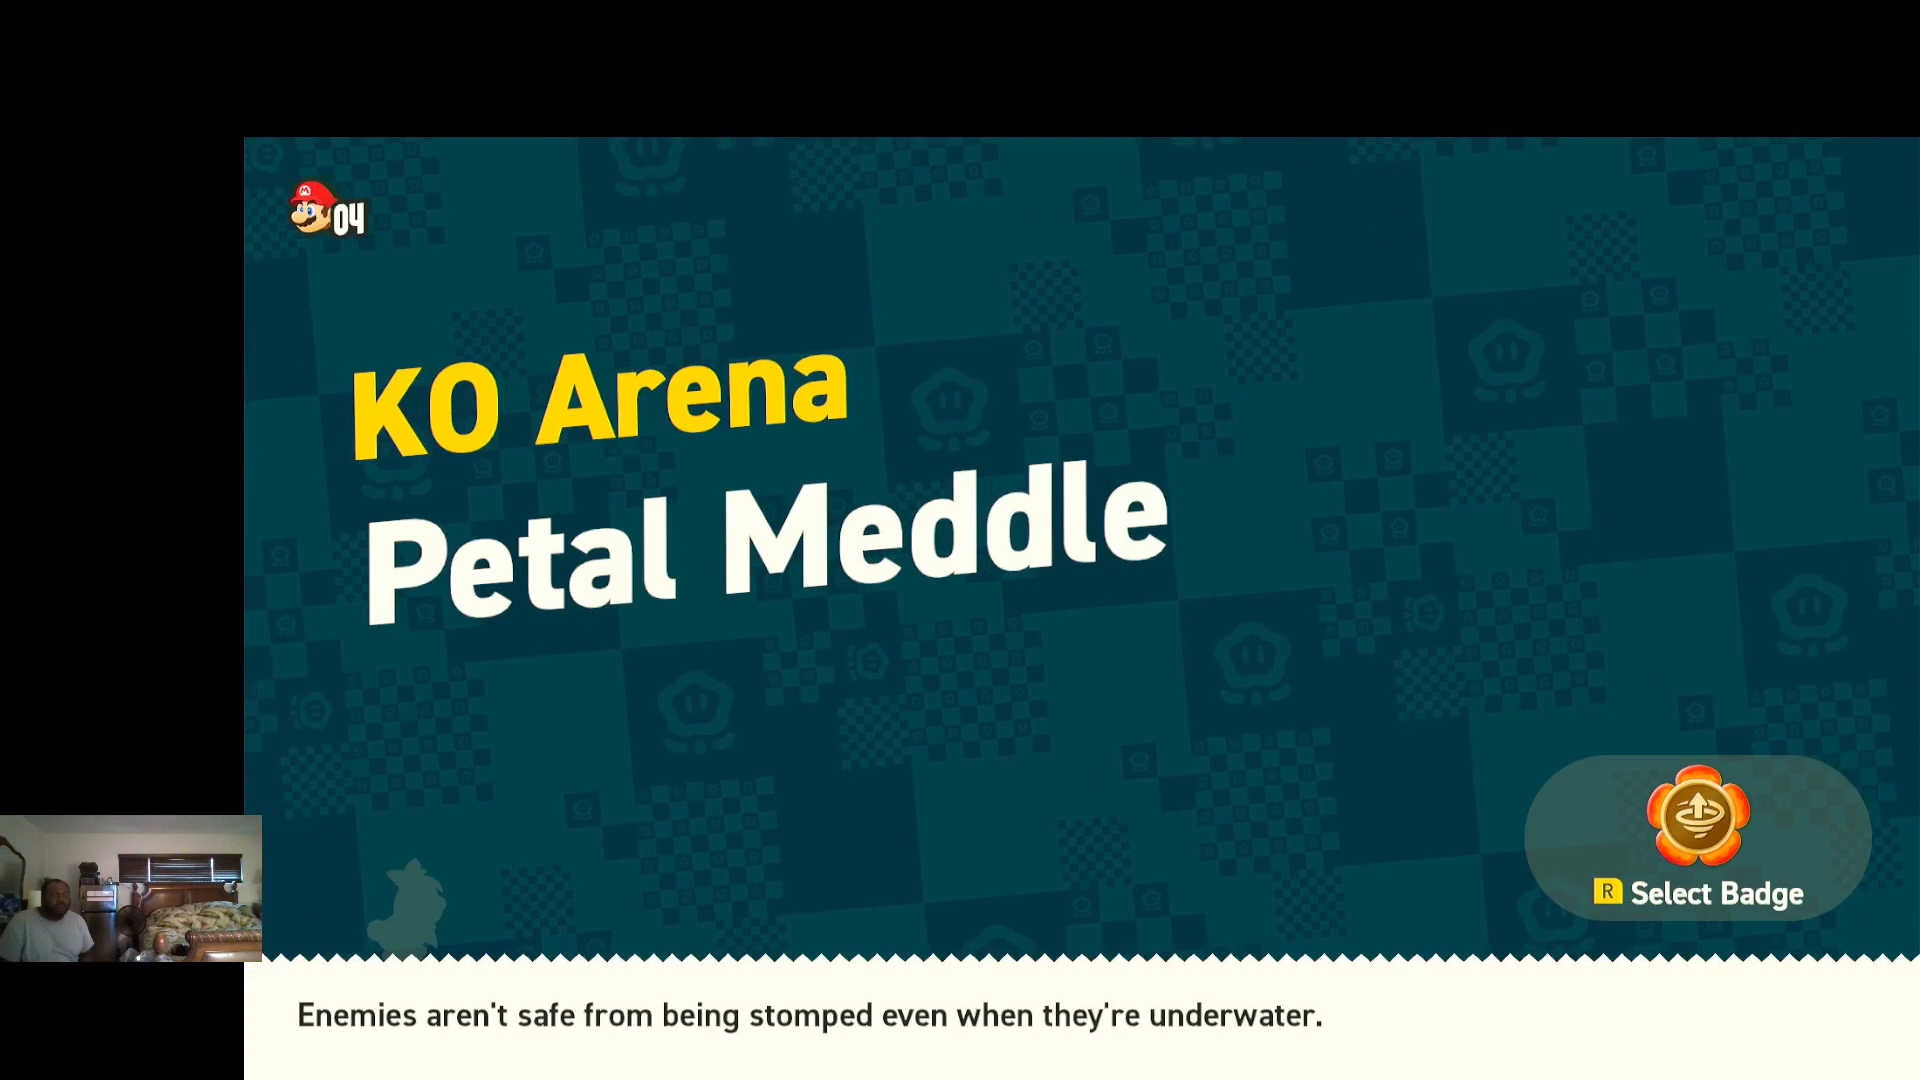 04
KO Arena
Petal Meddle
R Select Badge
Enemies aren't safe from being stomped even when they're underwater.